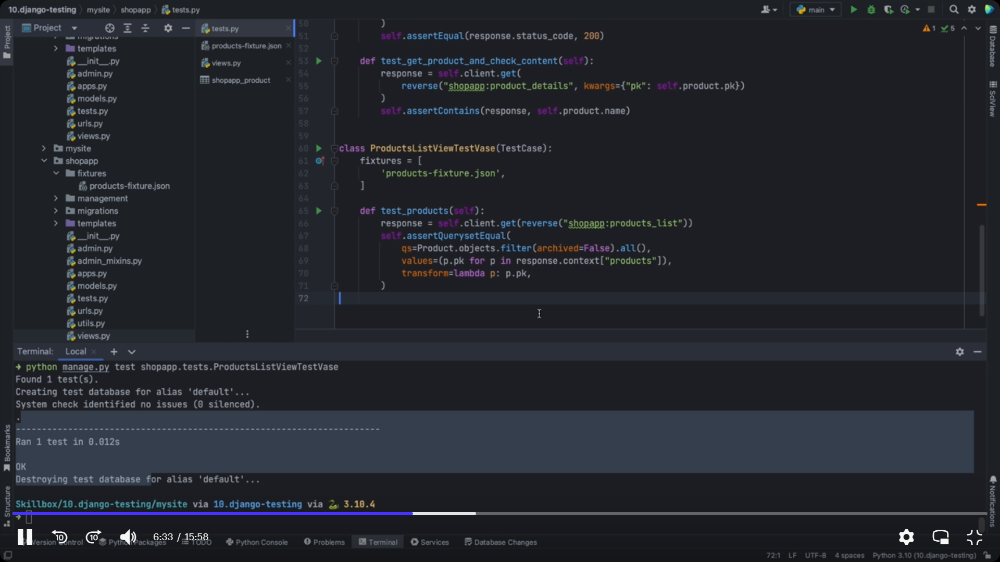 10.django-testing mysite shopapp tests.py
main
Project
tests.py
products-fixture.json
views.py
shopapp_product
1 5
Project
Database
SciView
migrations
templates
__init__.py
admin.py
apps.py
models.py
tests.py
urls.py
views.py
mysite
shopapp
fixtures
products-fixture.json
management
migrations
templates
__init__.py
admin.py
admin_mixins.py
apps.py
models.py
tests.py
urls.py
utils.py
views.py
50 )
51 self.assertEqual(response.status_code, 200)
52
53 def test_get_product_and_check_content(self):
54 response = self.client.get(
55 reverse("shopapp:product_details", kwargs={"pk": self.product.pk})
56 )
57 self.assertContains(response, self.product.name)
58
59
60 class ProductsListViewTestVase(TestCase):
61 fixtures = [
62 'products-fixture.json',
63 ]
64
65 def test_products(self):
66 response = self.client.get(reverse("shopapp:products_list"))
67 self.assertQuerysetEqual(
68 qs=Product.objects.filter(archived=False).all(),
69 values=(p.pk for p in response.context["products"]),
70 transform=lambda p: p.pk,
71 )
72
Terminal: Local
→ python manage.py test shopapp.tests.ProductsListViewTestVase
Found 1 test(s).
Creating test database for alias 'default'...
System check identified no issues (0 silenced).
.
----------------------------------------------------------------------
Ran 1 test in 0.012s
OK
Destroying test database for alias 'default'...
Skillbox/10.django-testing/mysite via 10.django-testing via 3.10.4
→
Bookmarks
Structure
Notifications
10 10 6:33 / 15:58
Version Control Python Packages TODO Python Console Problems Terminal Services Database Changes
72:1 LF UTF-8 4 spaces Python 3.10 (10.django-testing)